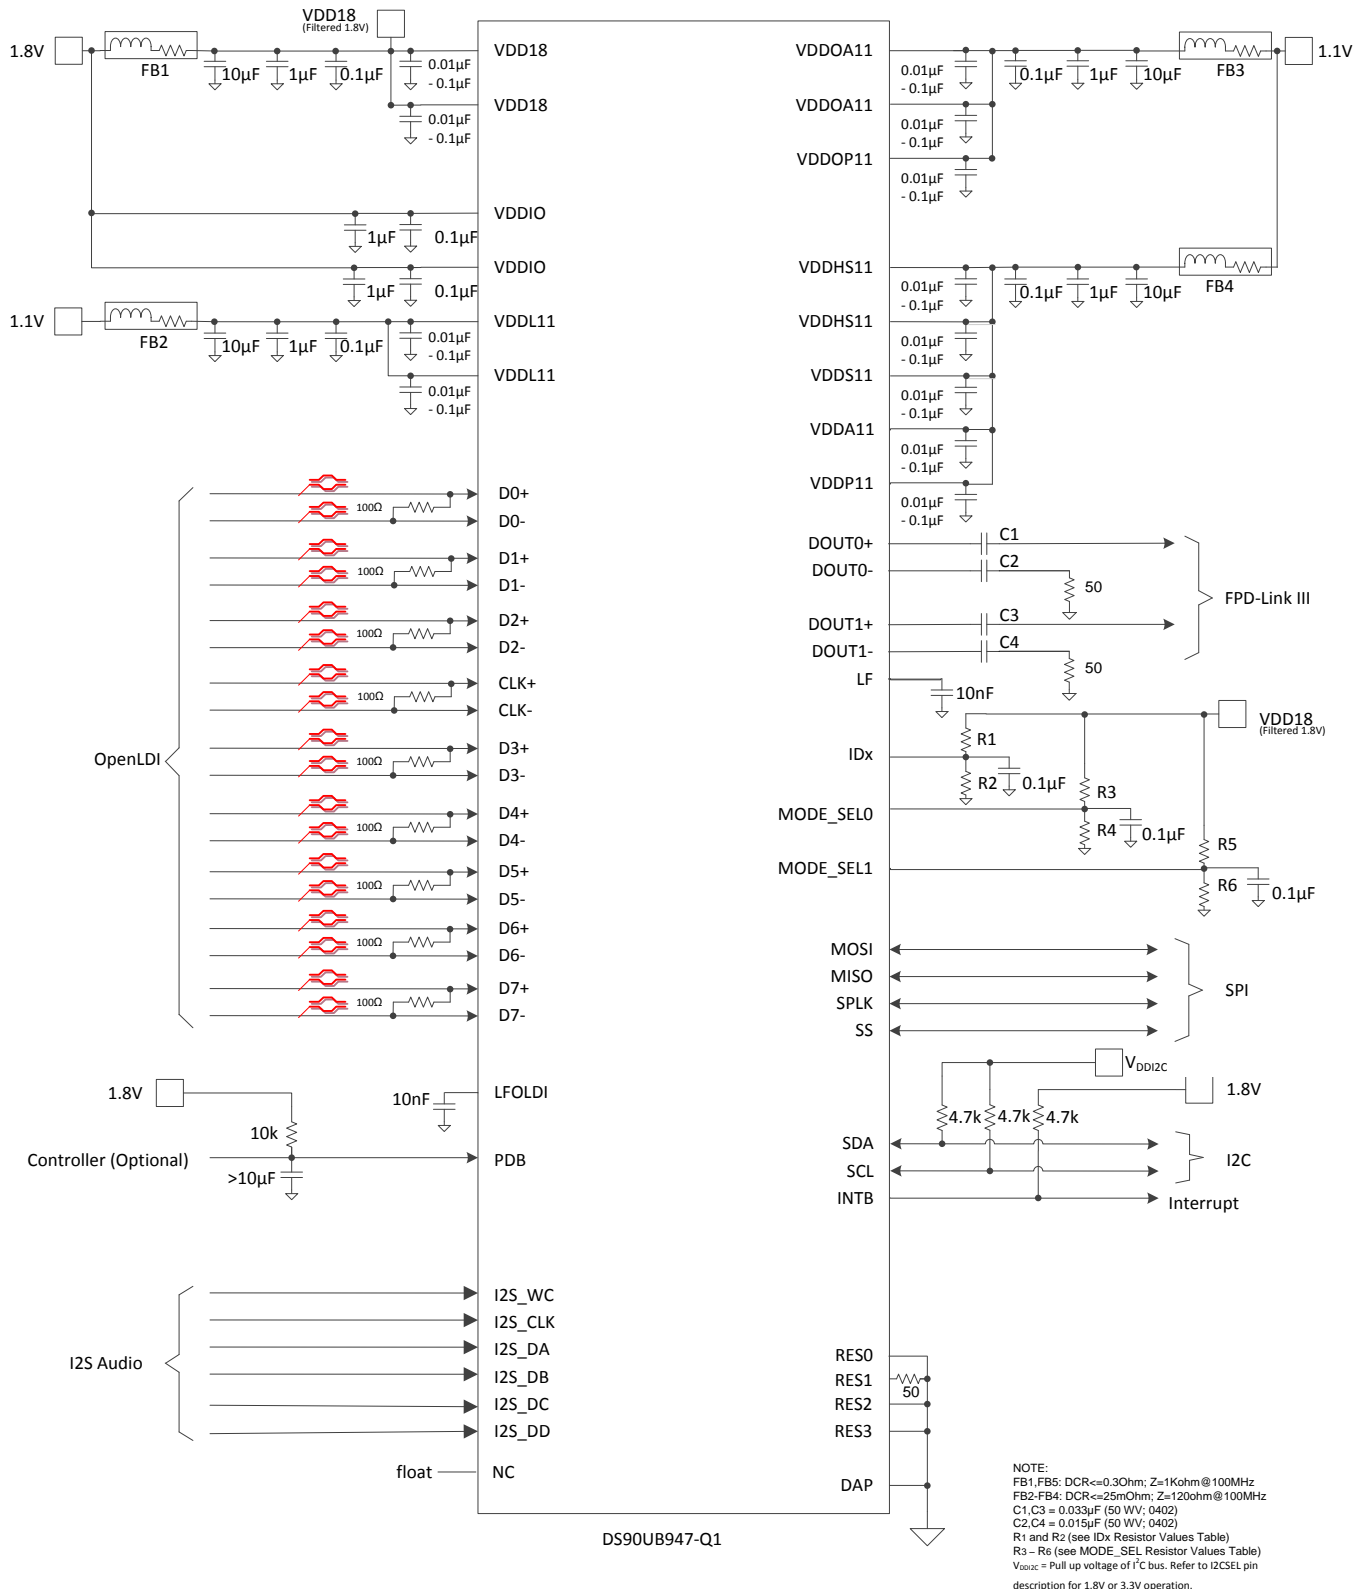 VDD18
(Filtered 1.8V)
1.8V
FB1
10µF
1µF
0.1µF
0.01µF
- 0.1µF
VDD18
0.01µF
- 0.1µF
VDD18
VDDIO
1µF
0.1µF
VDDIO
1µF
0.1µF
1.1V
FB2
10µF
1µF
0.1µF
0.01µF
- 0.1µF
VDDL11
0.01µF
- 0.1µF
VDDL11
OpenLDI
100Ω
D0+
D0-
100Ω
D1+
D1-
100Ω
D2+
D2-
100Ω
CLK+
CLK-
100Ω
D3+
D3-
100Ω
D4+
D4-
100Ω
D5+
D5-
100Ω
D6+
D6-
100Ω
D7+
D7-
1.8V
10k
10nF
LFOLDI
Controller (Optional)
>10µF
PDB
I2S Audio
I2S_WC
I2S_CLK
I2S_DA
I2S_DB
I2S_DC
I2S_DD
float
NC
DS90UB947-Q1
VDDOA11
0.01µF
- 0.1µF
0.1µF
1µF
10µF
FB3
1.1V
VDDOA11
0.01µF
- 0.1µF
VDDOP11
0.01µF
- 0.1µF
VDDHS11
0.01µF
- 0.1µF
0.1µF
1µF
10µF
FB4
VDDHS11
0.01µF
- 0.1µF
VDDS11
0.01µF
- 0.1µF
VDDA11
0.01µF
- 0.1µF
VDDP11
0.01µF
- 0.1µF
DOUT0+
C1
DOUT0-
C2
50
FPD-Link III
DOUT1+
C3
DOUT1-
C4
50
LF
10nF
VDD18
(Filtered 1.8V)
IDx
R1
R2
0.1µF
MODE_SEL0
R3
R4
0.1µF
MODE_SEL1
R5
R6
0.1µF
MOSI
MISO
SPLK
SS
SPI
VDDI2C
1.8V
4.7k
4.7k
4.7k
SDA
SCL
I2C
INTB
Interrupt
RES0
RES1
50
RES2
RES3
DAP
NOTE:
FB1,FB5: DCR<=0.3Ohm; Z=1Kohm@100MHz
FB2-FB4: DCR<=25mOhm; Z=120ohm@100MHz
C1,C3 = 0.033µF (50 WV; 0402)
C2,C4 = 0.015µF (50 WV; 0402)
R1 and R2 (see IDx Resistor Values Table)
R3 – R6 (see MODE_SEL Resistor Values Table)
VDDI2C = Pull up voltage of I²C bus. Refer to I2CSEL pin
description for 1.8V or 3.3V operation.